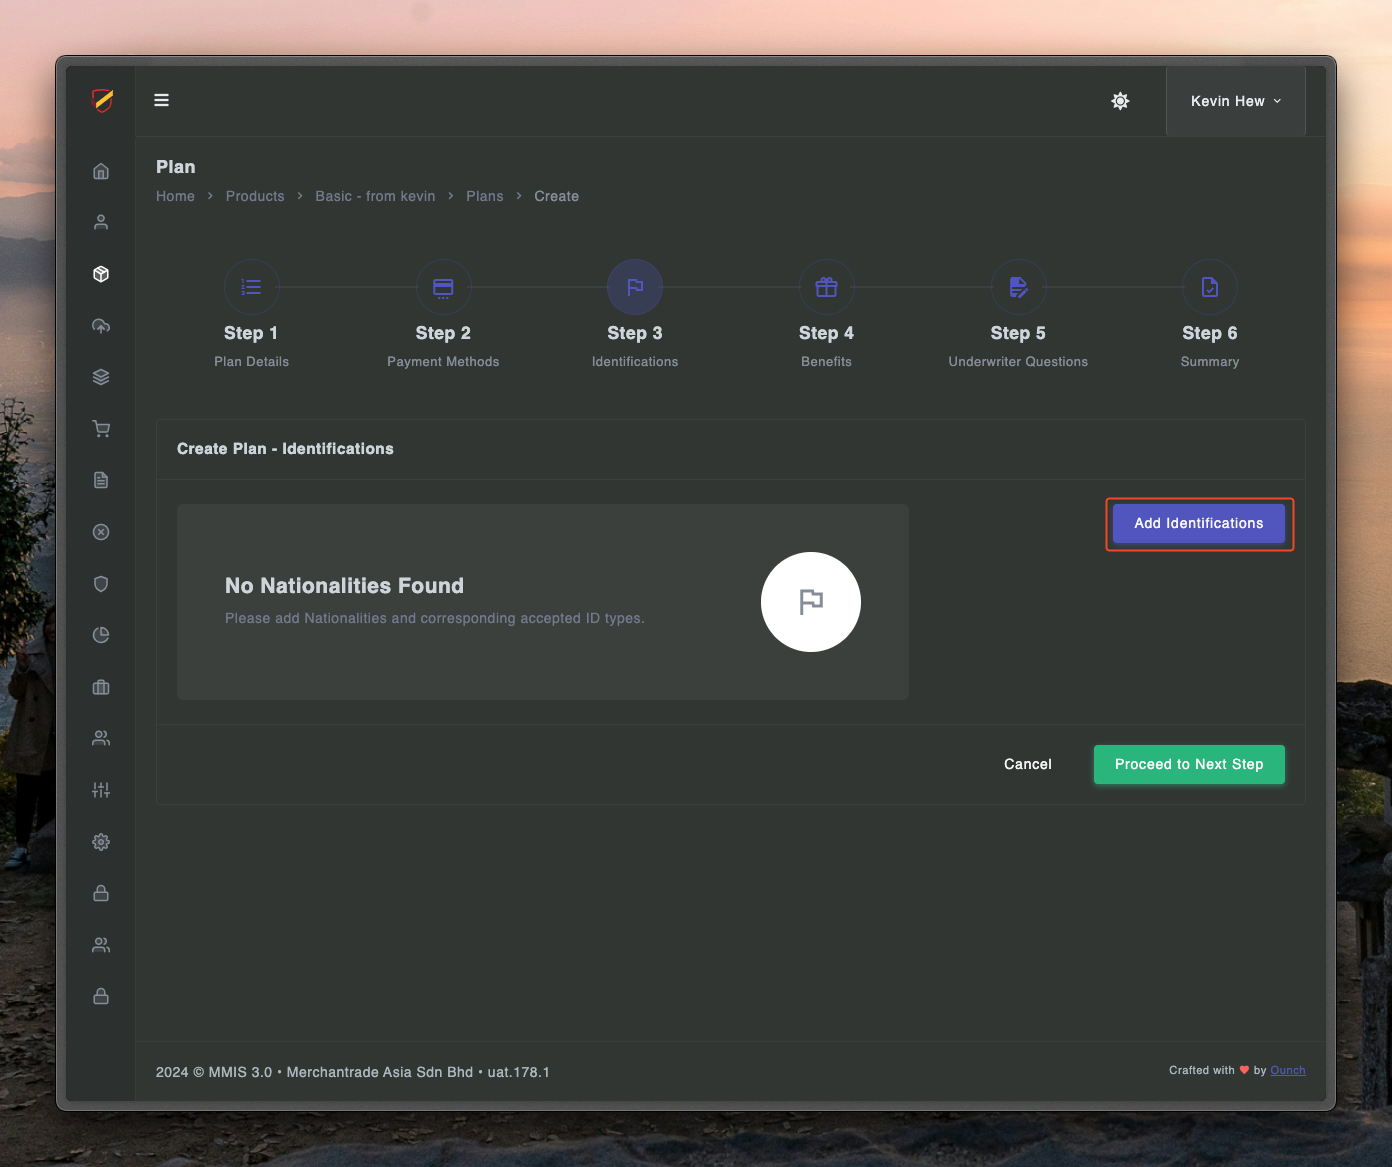 Kevin Hew
Plan
Home > Products > Basic - from kevin > Plans > Create
Step 1
Plan Details
Step 2
Payment Methods
Step 3
Identifications
Step 4
Benefits
Step 5
Underwriter Questions
Step 6
Summary
Create Plan - Identifications
Add Identifications
No Nationalities Found
Please add Nationalities and corresponding accepted ID types.
Cancel
Proceed to Next Step
2024 © MMIS 3.0 • Merchantrade Asia Sdn Bhd • uat.178.1
Crafted with ♥ by Ounch